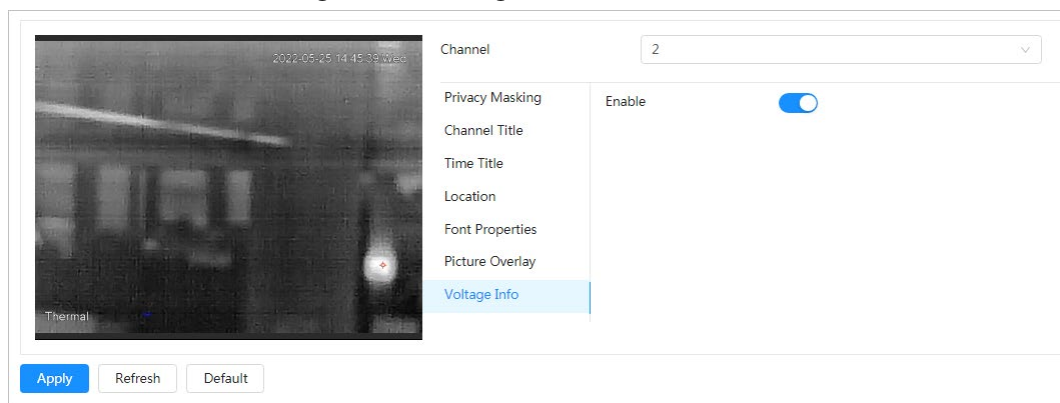 2022-05-25 14:45:39 Wed
Thermal
Channel
2
Privacy Masking
Channel Title
Time Title
Location
Font Properties
Picture Overlay
Voltage Info
Enable
Apply
Refresh
Default